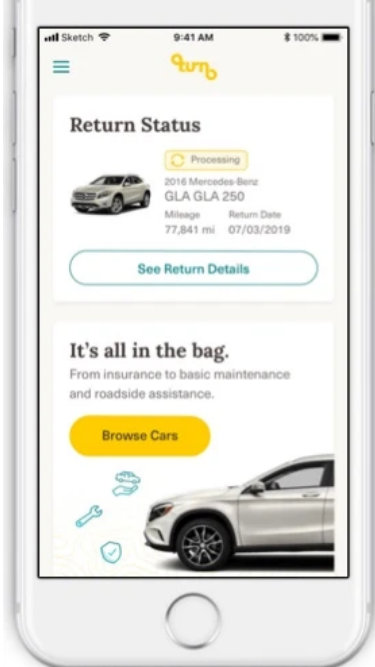 Sketch
9:41 AM
100%
turn
Return Status
Processing
2016 Mercedes-Benz
GLA GLA 250
Mileage Return Date
77,841 mi 07/03/2019
See Return Details
It's all in the bag.
From insurance to basic maintenance
and roadside assistance.
Browse Cars